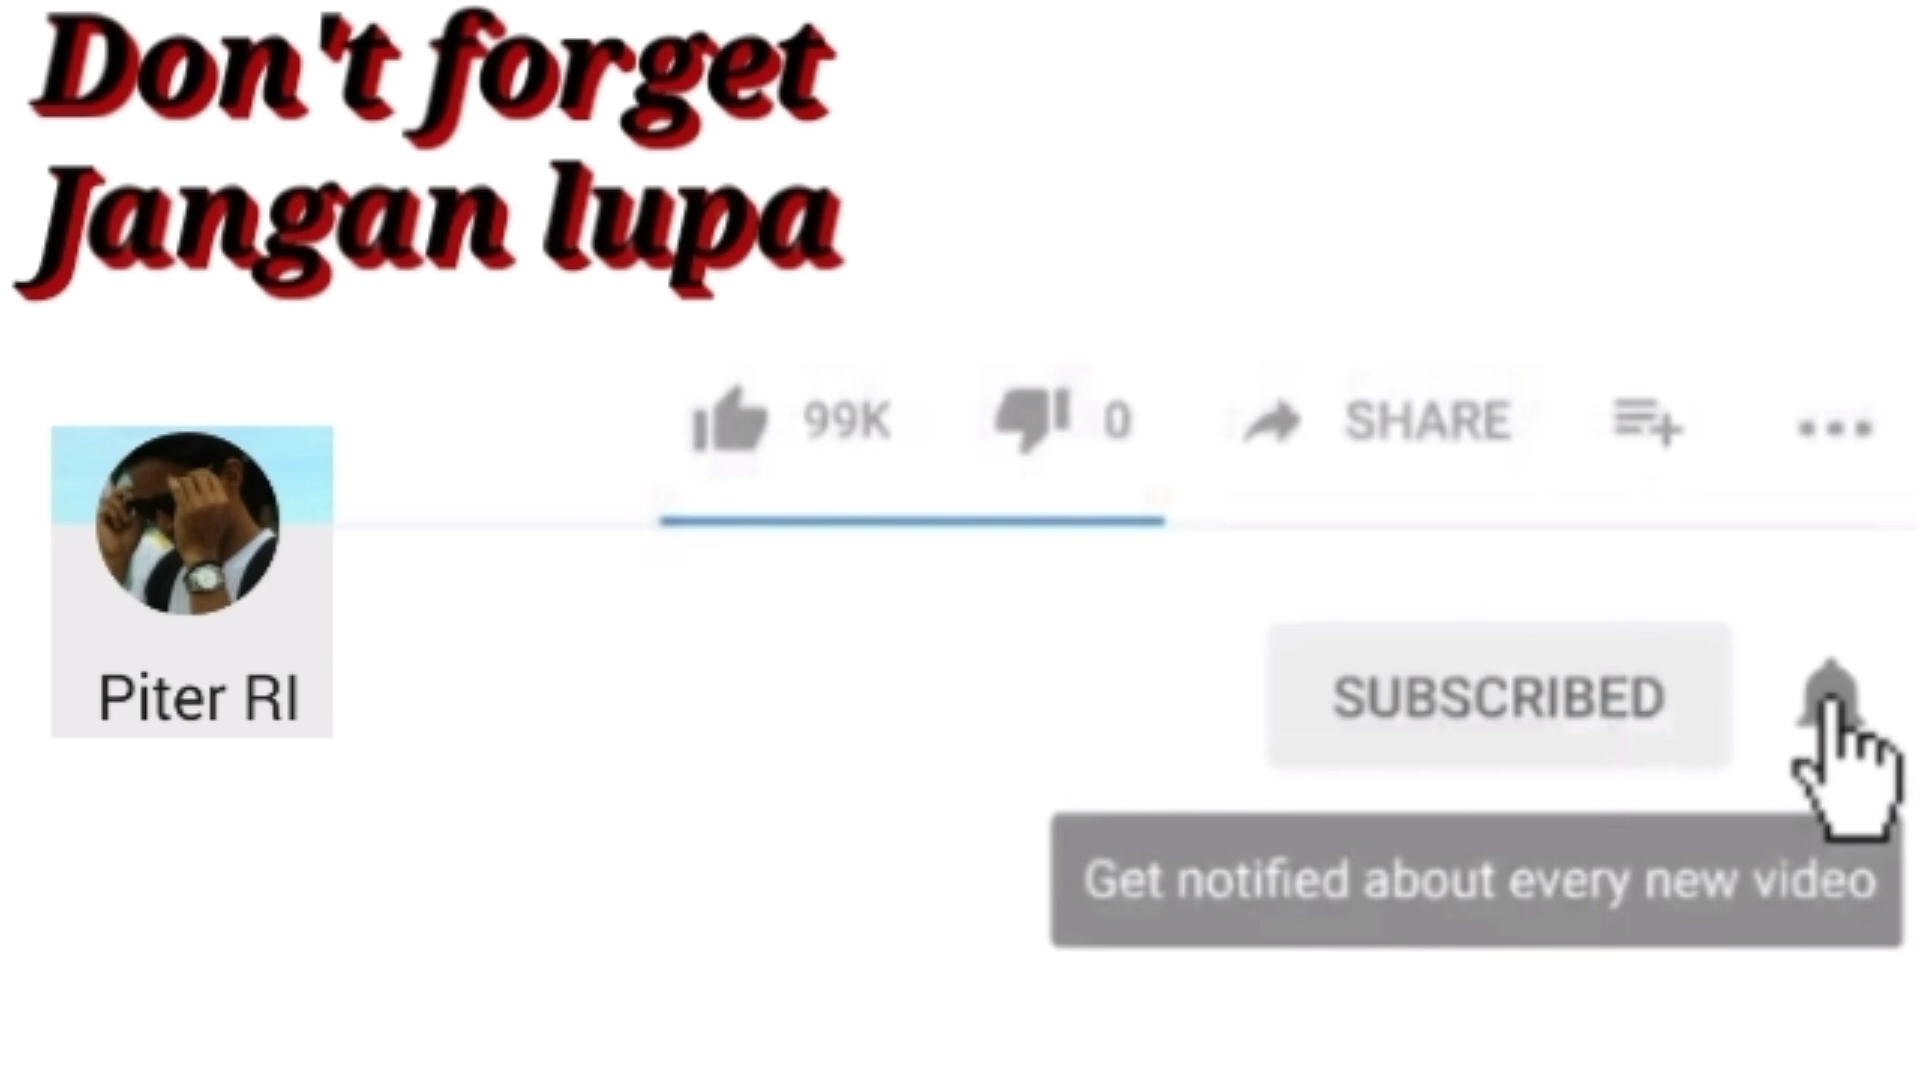 Don't forget
Jangan lupa
99K 0 SHARE
Piter RI
SUBSCRIBED
Get notified about every new video